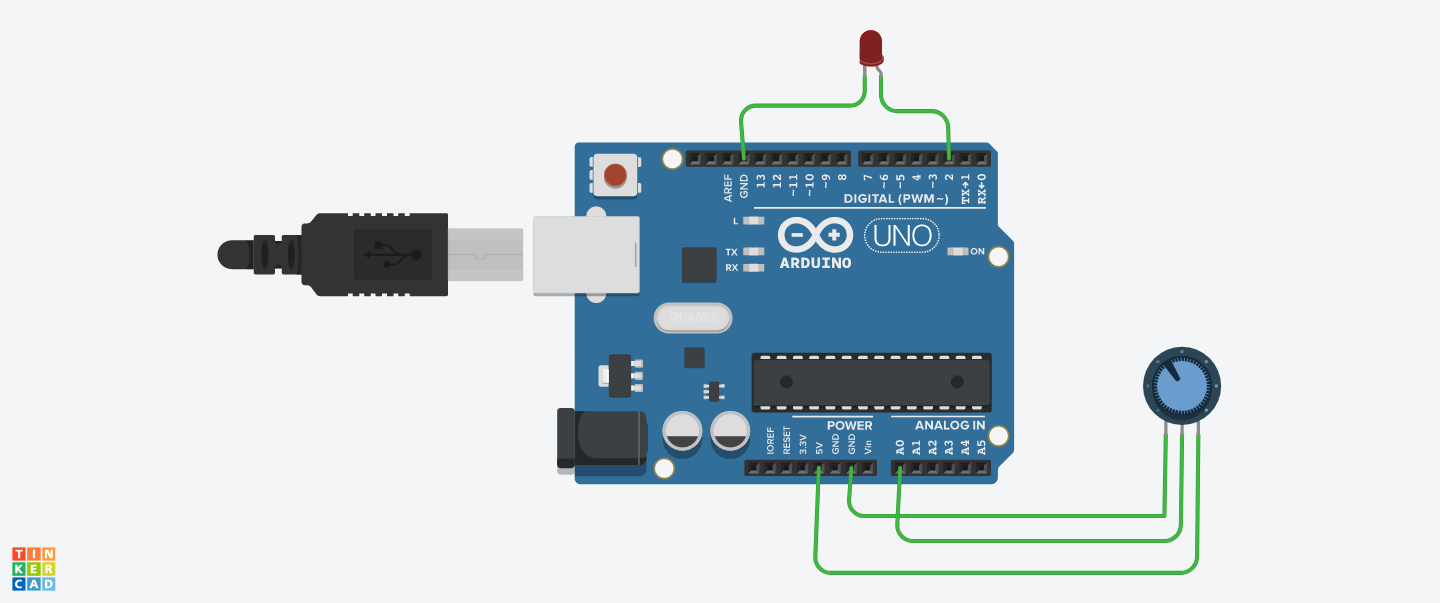 AREF
GND
13
12
~11
~10
~9
8
7
~6
~5
4
~3
2
TX→1
RX←0
DIGITAL (PWM~)
L
TX
RX
ARDUINO
UNO
ON
POWER
ANALOG IN
IOREF
RESET
3.3V
5V
GND
GND
Vin
A0
A1
A2
A3
A4
A5
TIN
KER
CAD